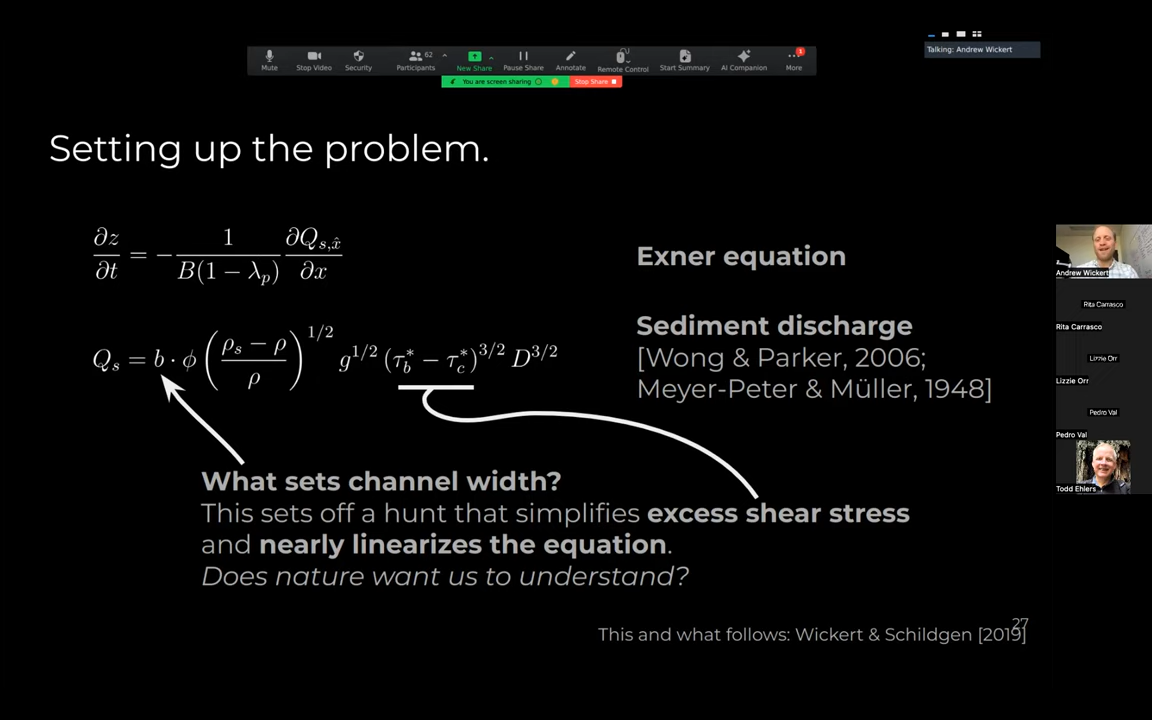 Talking: Andrew Wickert
62
1
Mute
Stop Video
Security
Participants
New Share
Pause Share
Annotate
Remote Control
Start Summary
AI Companion
More
You are screen sharing
Stop Share
Setting up the problem.
∂z/∂t = − 1/(B(1 − λ_p)) ∂Q_{s,x̂}/∂x
Exner equation
Q_s = b · ϕ ((ρ_s − ρ)/ρ)^{1/2} g^{1/2} (τ_b^* − τ_c^*)^{3/2} D^{3/2}
Sediment discharge
[Wong & Parker, 2006;
Meyer-Peter & Müller, 1948]
What sets channel width?
This sets off a hunt that simplifies excess shear stress
and nearly linearizes the equation.
Does nature want us to understand?
27
This and what follows: Wickert & Schildgen [2019]
Andrew Wickert
Rita Carrasco
Rita Carrasco
Lizzie Orr
Lizzie Orr
Pedro Val
Pedro Val
Todd Ehlers